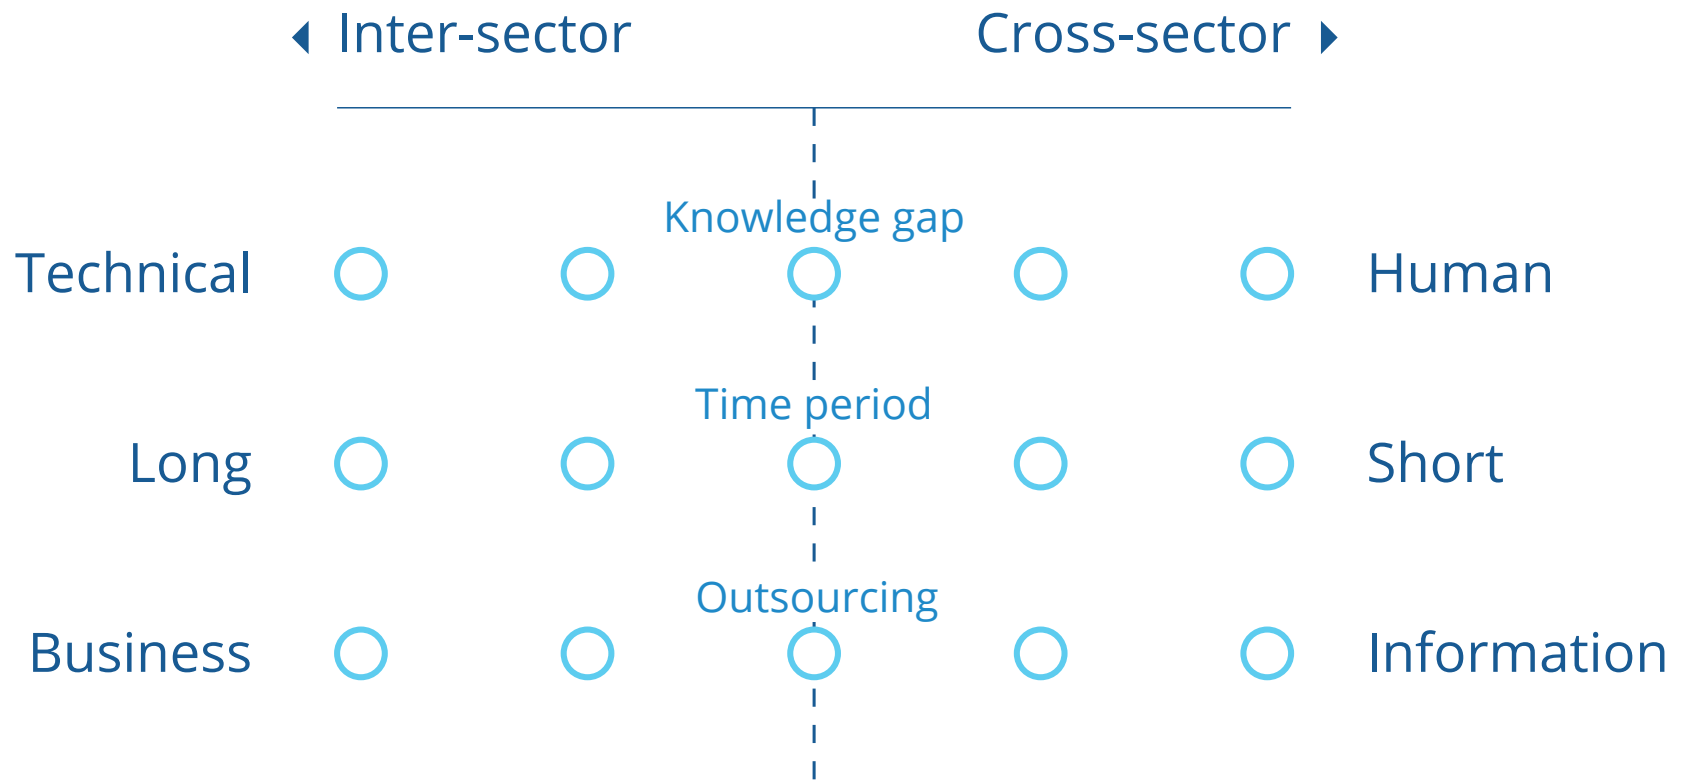 Inter-sector Cross-sector
Knowledge gap
Technical Human
Time period
Long Short
Outsourcing
Business Information